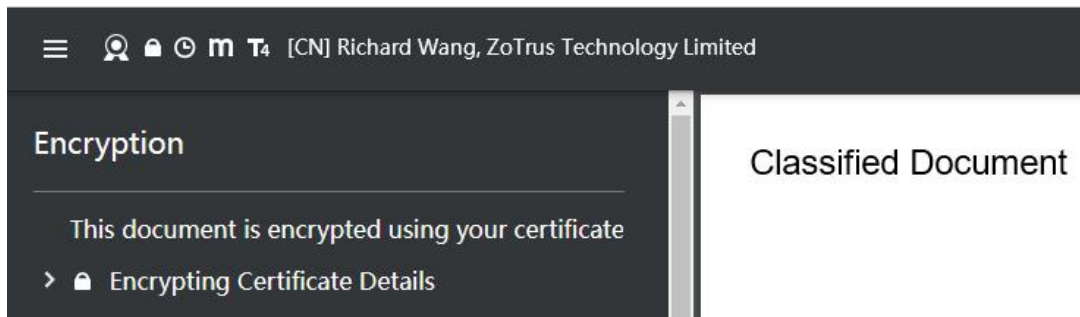 m T4 [CN] Richard Wang, ZoTrus Technology Limited
Encryption
This document is encrypted using your certificate
Encrypting Certificate Details
Classified Document